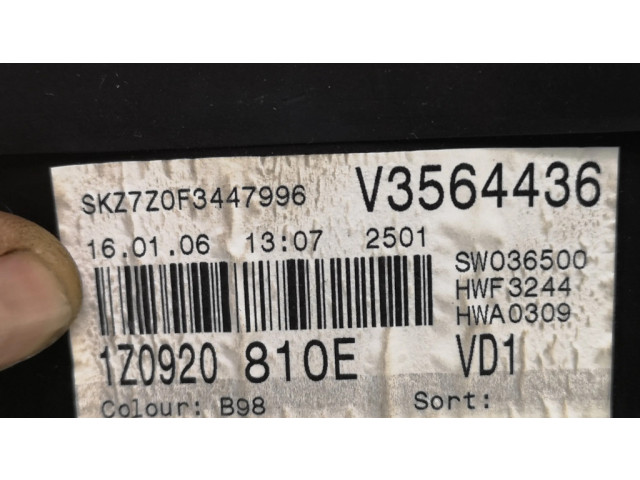 SKZ7Z0F3447996 V3564436
16.01.06 13:07 2501
SW036500
HWF3244
HWA0309
1Z0920 810E VD1
Colour: B98 Sort: